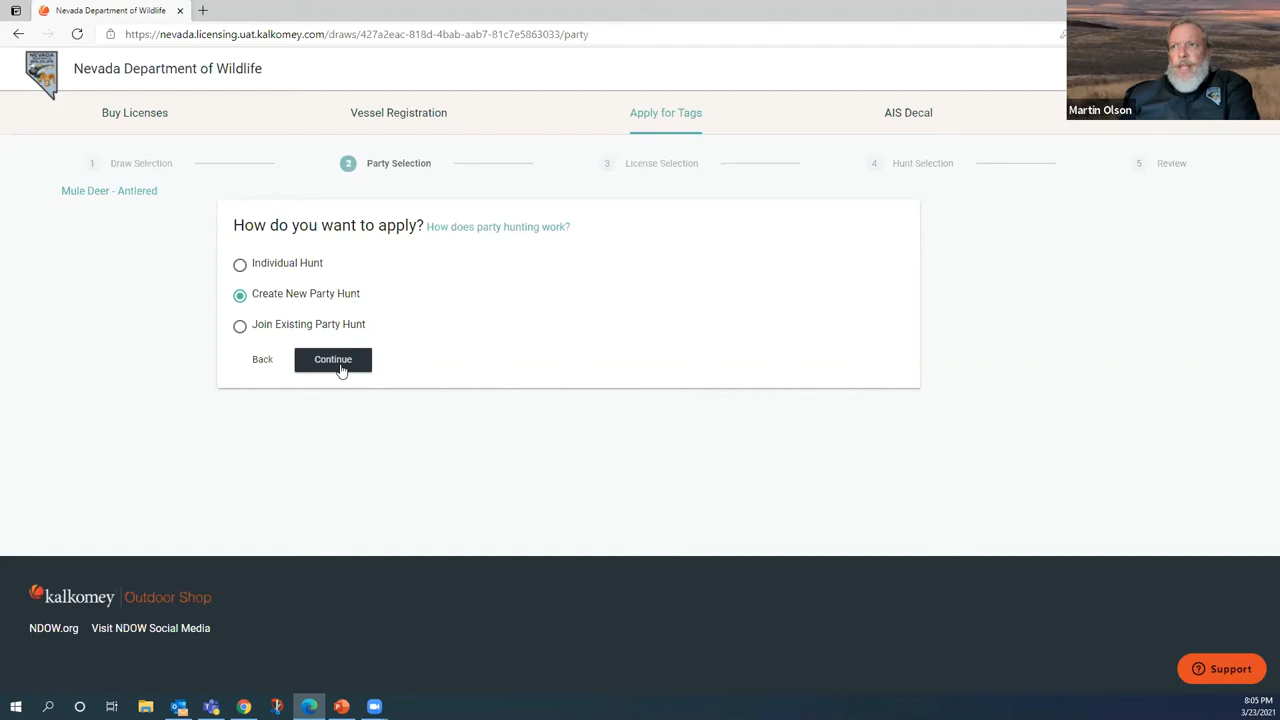 Nevada Department of Wildlife
https://nevada.licensing.uat.kalkomey.com/draws/427a2eac-818d-4bab-aab7-81c7e5863033/party
Nevada Department of Wildlife
Martin Olson
Buy Licenses Vessel Registration Apply for Tags AIS Decal
1 Draw Selection 2 Party Selection 3 License Selection 4 Hunt Selection 5 Review
Mule Deer - Antlered
How do you want to apply? How does party hunting work?
Individual Hunt
Create New Party Hunt
Join Existing Party Hunt
Back Continue
kalkomey Outdoor Shop
NDOW.org Visit NDOW Social Media
Support
8:05 PM
3/23/2021